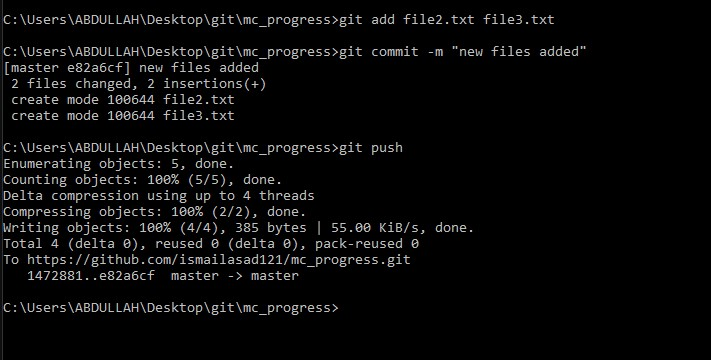 C:\Users\ABDULLAH\Desktop\git\mc_progress>git add file2.txt file3.txt
C:\Users\ABDULLAH\Desktop\git\mc_progress>git commit -m "new files added"
[master e82a6cf] new files added
 2 files changed, 2 insertions(+)
 create mode 100644 file2.txt
 create mode 100644 file3.txt
C:\Users\ABDULLAH\Desktop\git\mc_progress>git push
Enumerating objects: 5, done.
Counting objects: 100% (5/5), done.
Delta compression using up to 4 threads
Compressing objects: 100% (2/2), done.
Writing objects: 100% (4/4), 385 bytes | 55.00 KiB/s, done.
Total 4 (delta 0), reused 0 (delta 0), pack-reused 0
To https://github.com/ismailasad121/mc_progress.git
   1472881..e82a6cf  master -> master
C:\Users\ABDULLAH\Desktop\git\mc_progress>